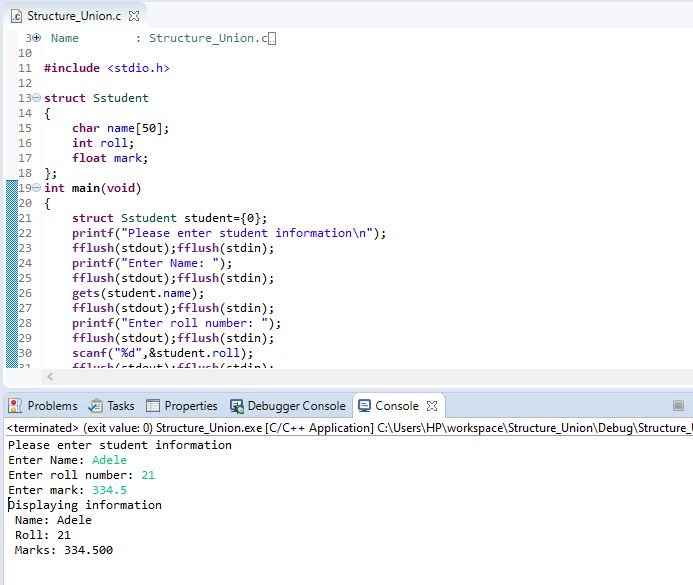 Structure_Union.c
3 Name : Structure_Union.c
10
11 #include <stdio.h>
12
13 struct Sstudent
14 {
15 char name[50];
16 int roll;
17 float mark;
18 };
19 int main(void)
20 {
21 struct Sstudent student={0};
22 printf("Please enter student information\n");
23 fflush(stdout);fflush(stdin);
24 printf("Enter Name: ");
25 fflush(stdout);fflush(stdin);
26 gets(student.name);
27 fflush(stdout);fflush(stdin);
28 printf("Enter roll number: ");
29 fflush(stdout);fflush(stdin);
30 scanf("%d",&student.roll);
31 fflush(stdout);fflush(stdin);
Problems Tasks Properties Debugger Console Console
<terminated> (exit value: 0) Structure_Union.exe [C/C++ Application] C:\Users\HP\workspace\Structure_Union\Debug\Structure_U
Please enter student information
Enter Name: Adele
Enter roll number: 21
Enter mark: 334.5
Displaying information
Name: Adele
Roll: 21
Marks: 334.500